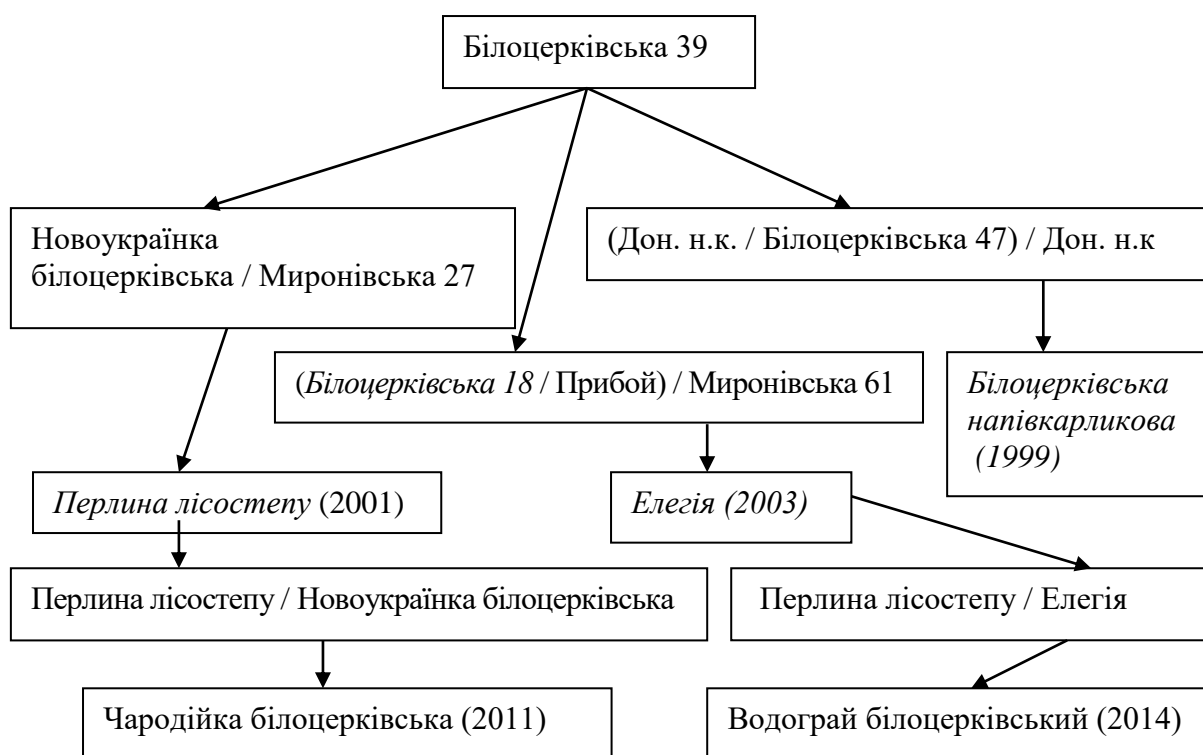 Білоцерківська 39
Новоукраїнка
білоцерківська / Миронівська 27
(Дон. н.к. / Білоцерківська 47) / Дон. н.к
(Білоцерківська 18 / Прибой) / Миронівська 61
Білоцерківська
напівкарликова
(1999)
Перлина лісостепу (2001)
Елегія (2003)
Перлина лісостепу / Новоукраїнка білоцерківська
Перлина лісостепу / Елегія
Чародійка білоцерківська (2011)
Водограй білоцерківський (2014)